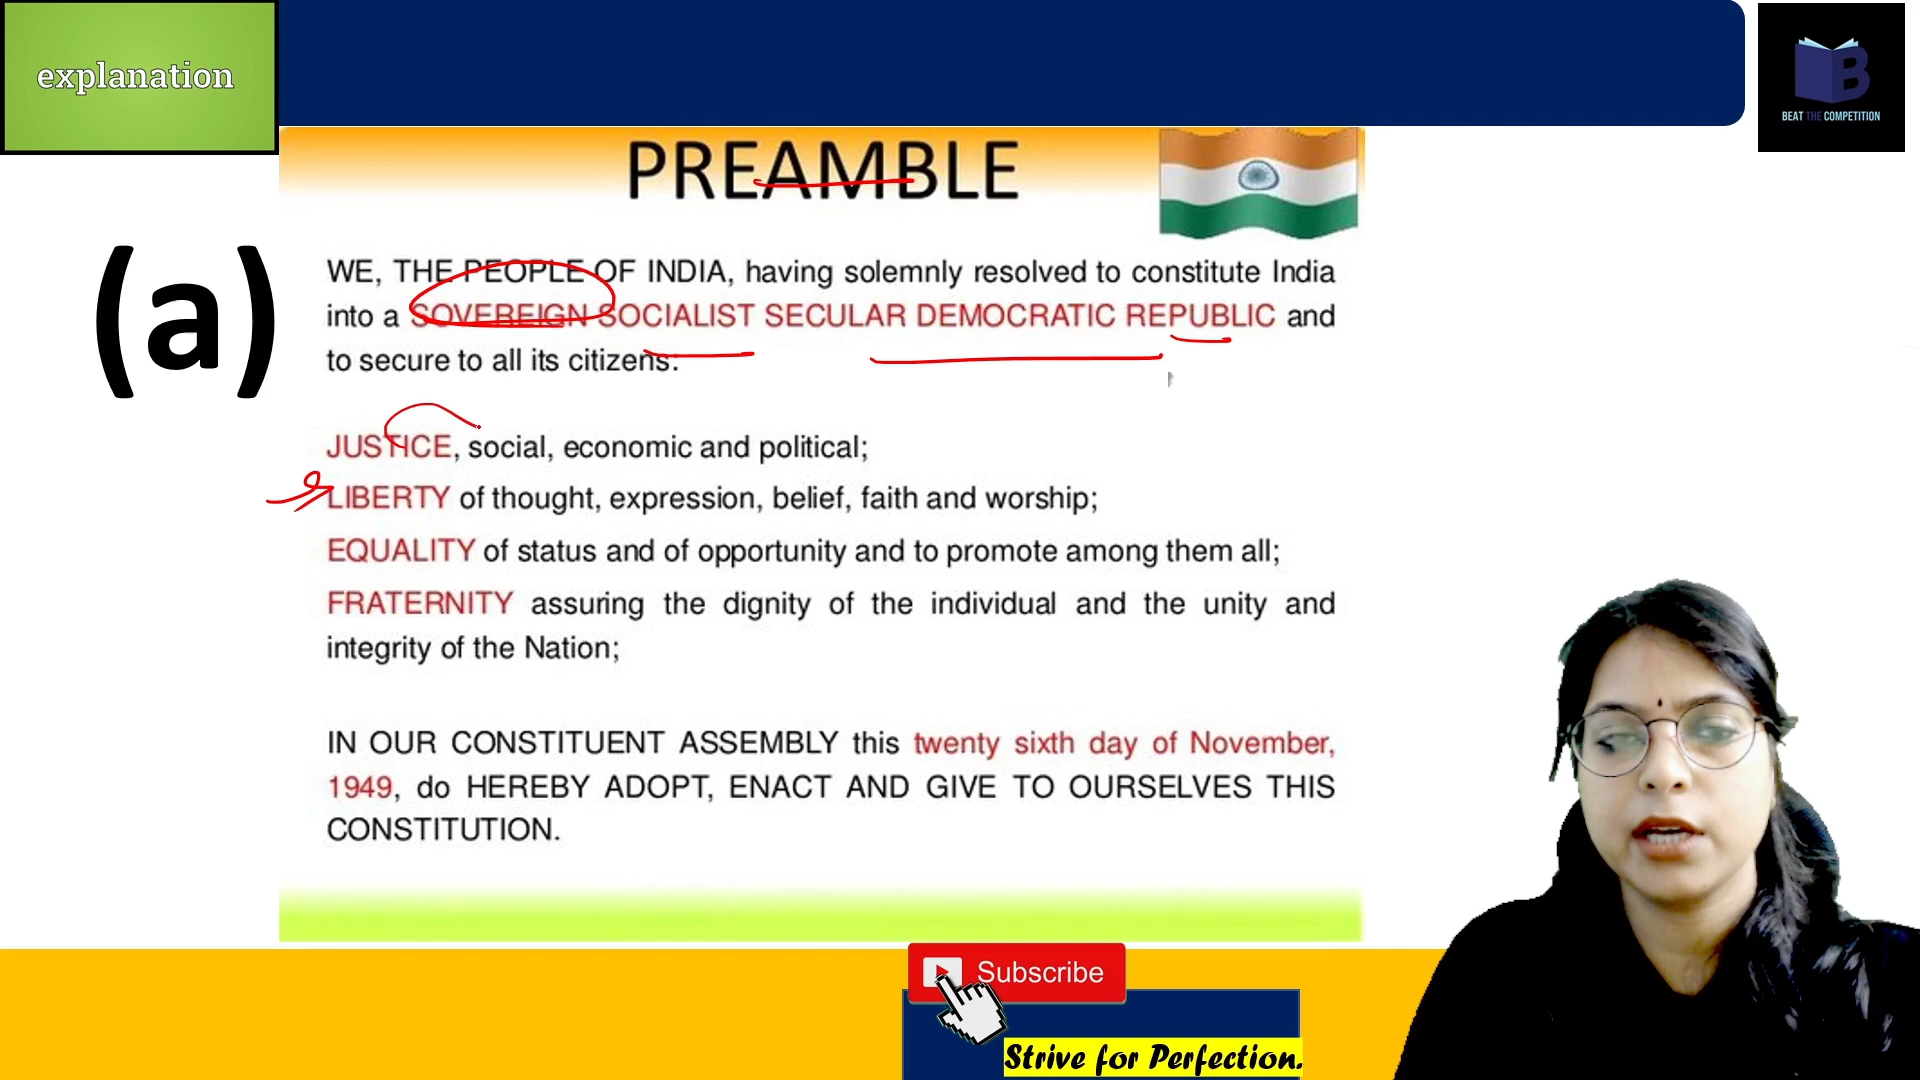 explanation
BEAT THE COMPETITION
PREAMBLE
(a)
WE, THE PEOPLE OF INDIA, having solemnly resolved to constitute India
into a SOVEREIGN SOCIALIST SECULAR DEMOCRATIC REPUBLIC and
to secure to all its citizens:
JUSTICE, social, economic and political;
LIBERTY of thought, expression, belief, faith and worship;
EQUALITY of status and of opportunity and to promote among them all;
FRATERNITY assuring the dignity of the individual and the unity and
integrity of the Nation;
IN OUR CONSTITUENT ASSEMBLY this twenty sixth day of November,
1949, do HEREBY ADOPT, ENACT AND GIVE TO OURSELVES THIS
CONSTITUTION.
Subscribe
Strive for Perfection.